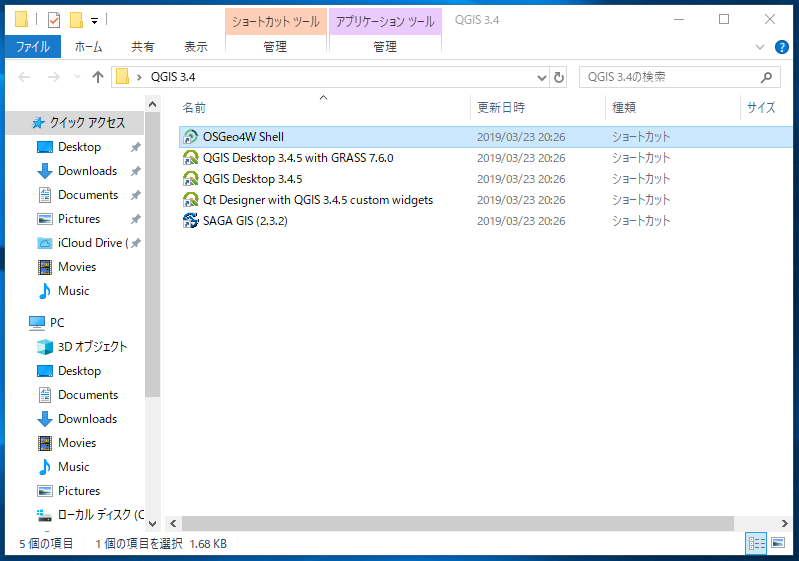 ショートカット ツール アプリケーション ツール QGIS 3.4
ファイル ホーム 共有 表示 管理 管理
QGIS 3.4 QGIS 3.4の検索
名前 更新日時 種類 サイズ
クイック アクセス
Desktop
Downloads
Documents
Pictures
iCloud Drive (
Movies
Music
PC
3D オブジェクト
Desktop
Documents
Downloads
Movies
Music
Pictures
ローカル ディスク (C
OSGeo4W Shell 2019/03/23 20:26 ショートカット
QGIS Desktop 3.4.5 with GRASS 7.6.0 2019/03/23 20:26 ショートカット
QGIS Desktop 3.4.5 2019/03/23 20:26 ショートカット
Qt Designer with QGIS 3.4.5 custom widgets 2019/03/23 20:26 ショートカット
SAGA GIS (2.3.2) 2019/03/23 20:26 ショートカット
5 個の項目 1 個の項目を選択 1.68 KB